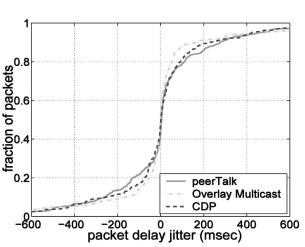 1
0.8
0.6
0.4
0.2
0
−600
−400
−200
0
200
400
600
fraction of packets
packet delay jitter (msec)
peerTalk
Overlay Multicast
CDP